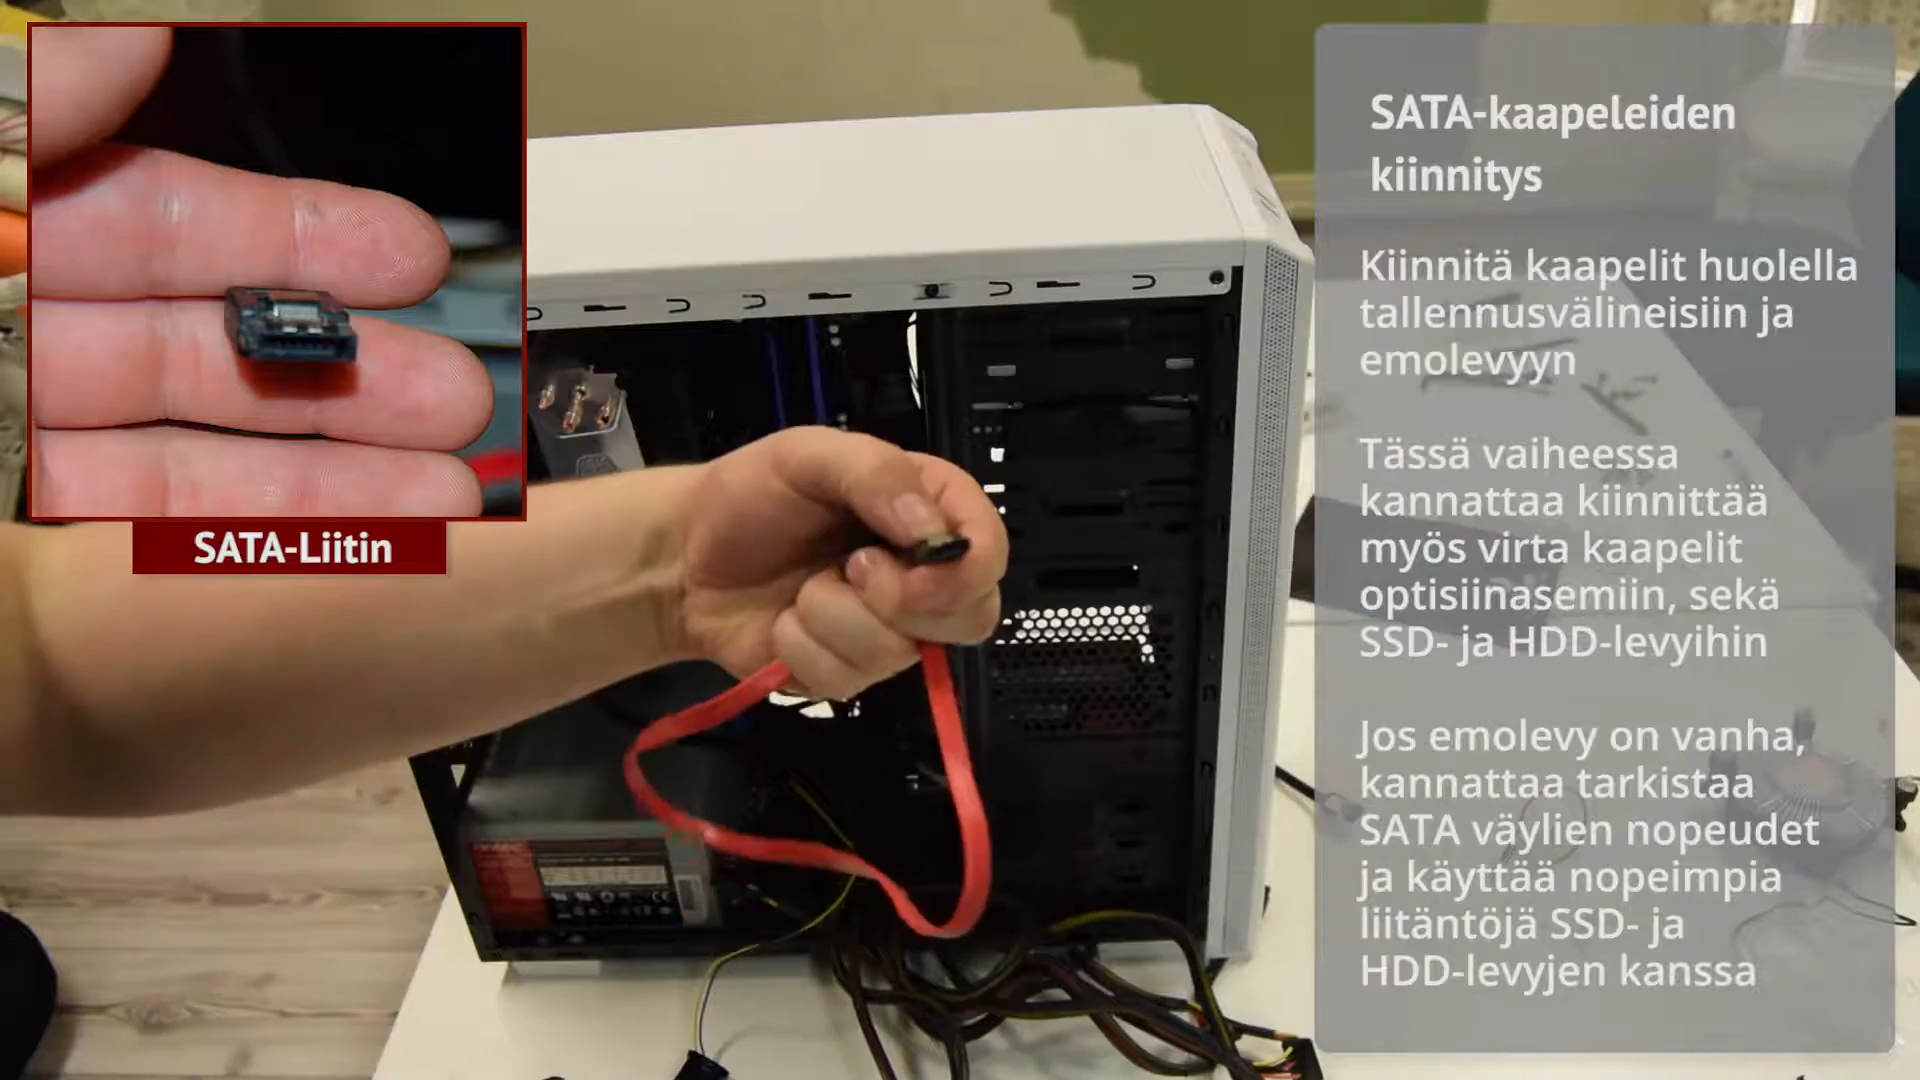 SATA-Liitin
SATA-kaapeleiden
kiinnitys
Kiinnitä kaapelit huolella
tallennusvälineisiin ja
emolevyyn
Tässä vaiheessa
kannattaa kiinnittää
myös virta kaapelit
optisiinasemiin, sekä
SSD- ja HDD-levyihin
Jos emolevy on vanha,
kannattaa tarkistaa
SATA väylien nopeudet
ja käyttää nopeimpia
liitäntöjä SSD- ja
HDD-levyjen kanssa